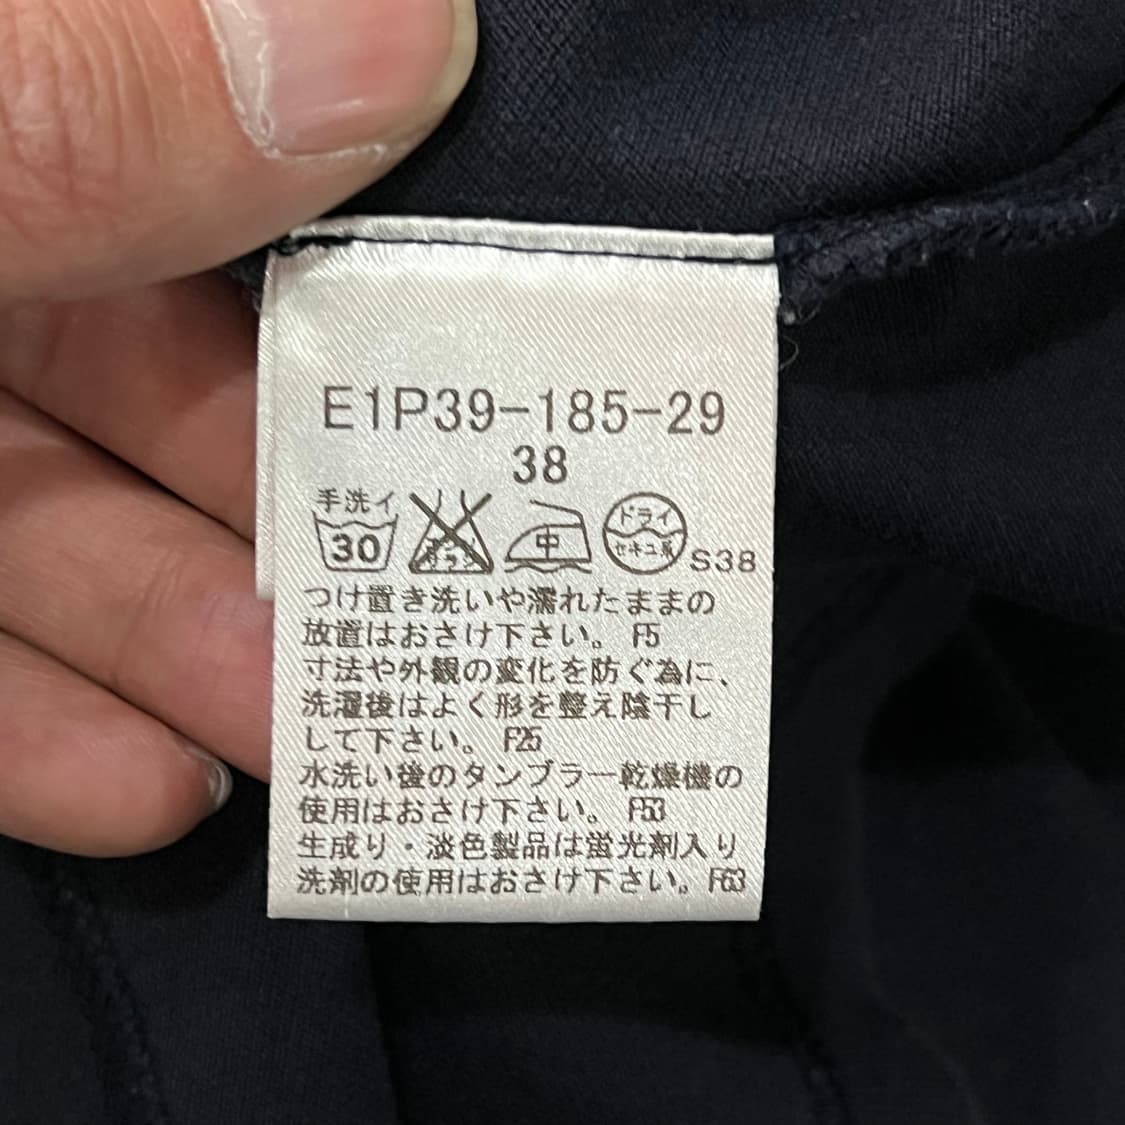 E1P39-185-29
38
手洗イ
30
エンソサラシ
中
ドライ
セキユ系
S38
つけ置き洗いや濡れたままの
放置はおさけ下さい。 F5
寸法や外観の変化を防ぐ為に、
洗濯後はよく形を整え陰干し
して下さい。 F25
水洗い後のタンブラー乾燥機の
使用はおさけ下さい。 F53
生成り・淡色製品は蛍光剤入り
洗剤の使用はおさけ下さい。F63